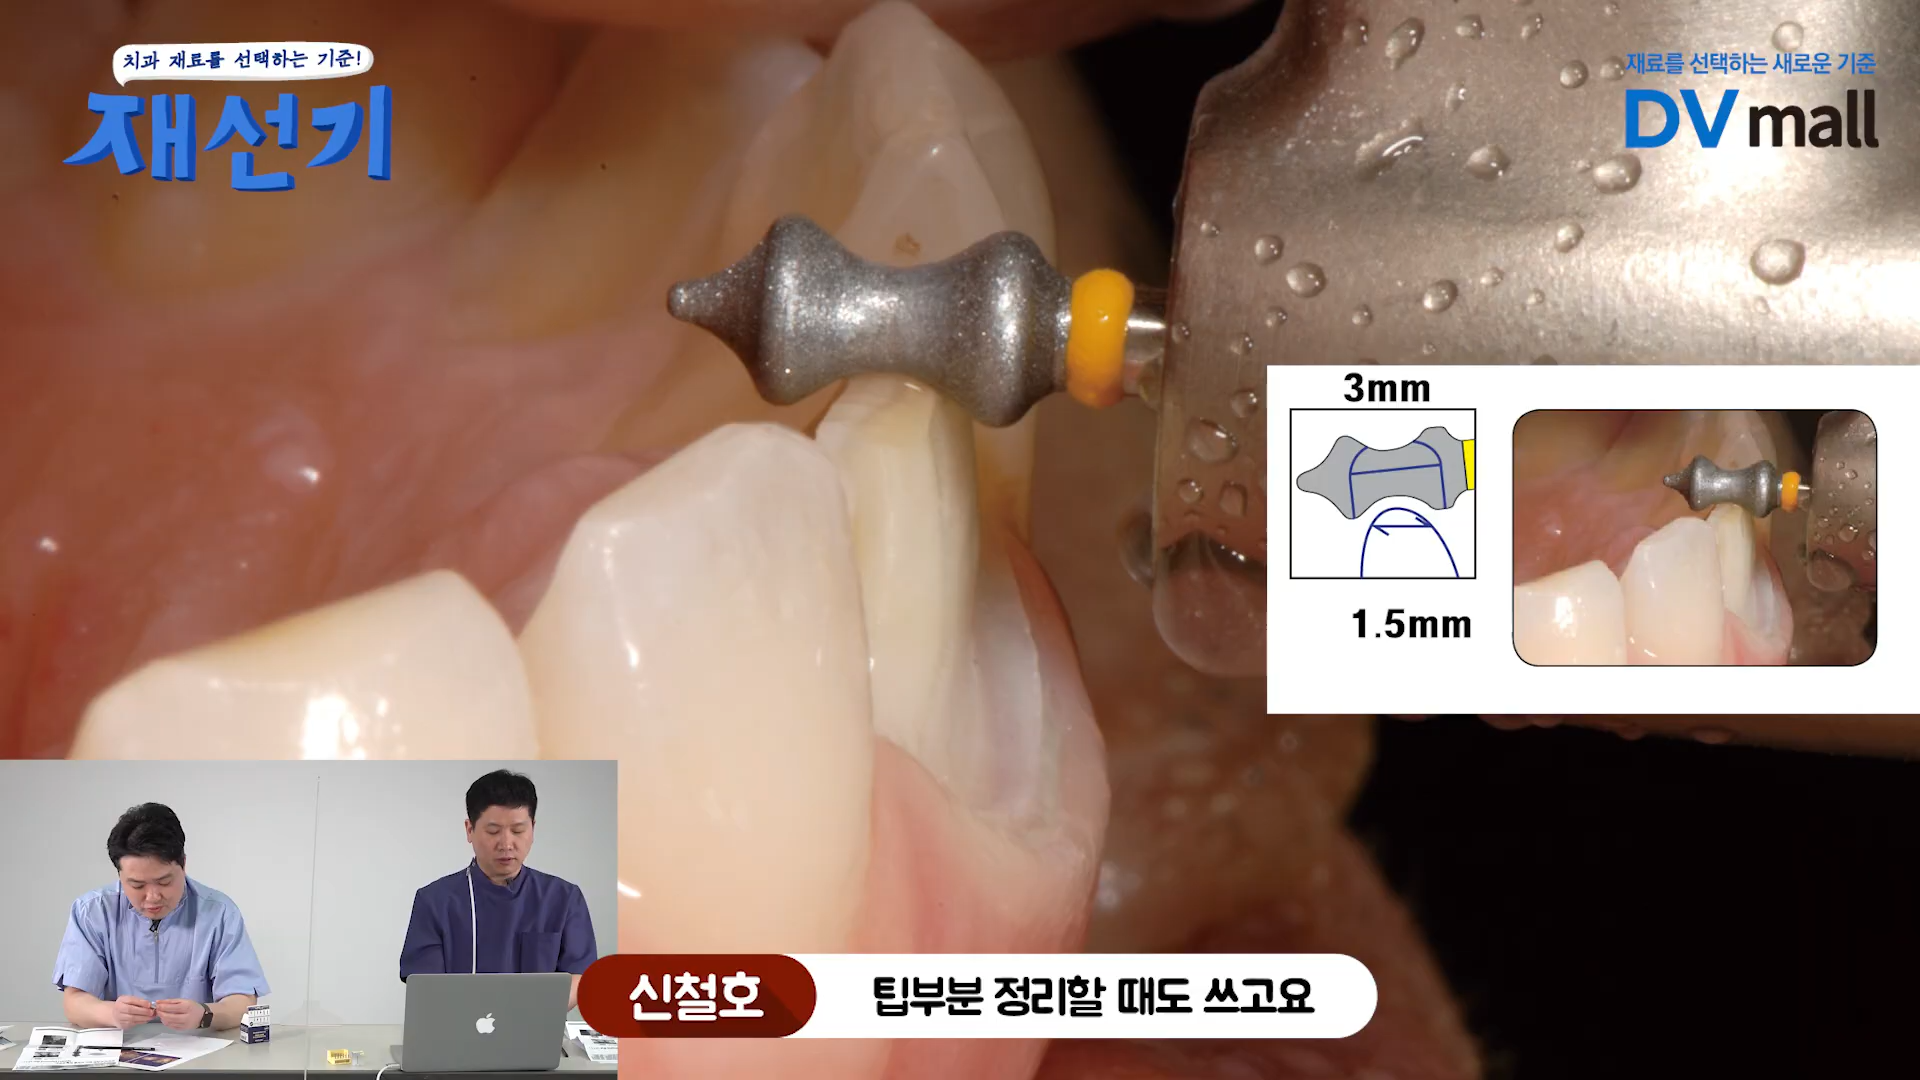 치과 재료를 선택하는 기준!
재선기
재료를 선택하는 새로운 기준
DV mall
3mm
1.5mm
신철호
팁부분 정리할 때도 쓰고요